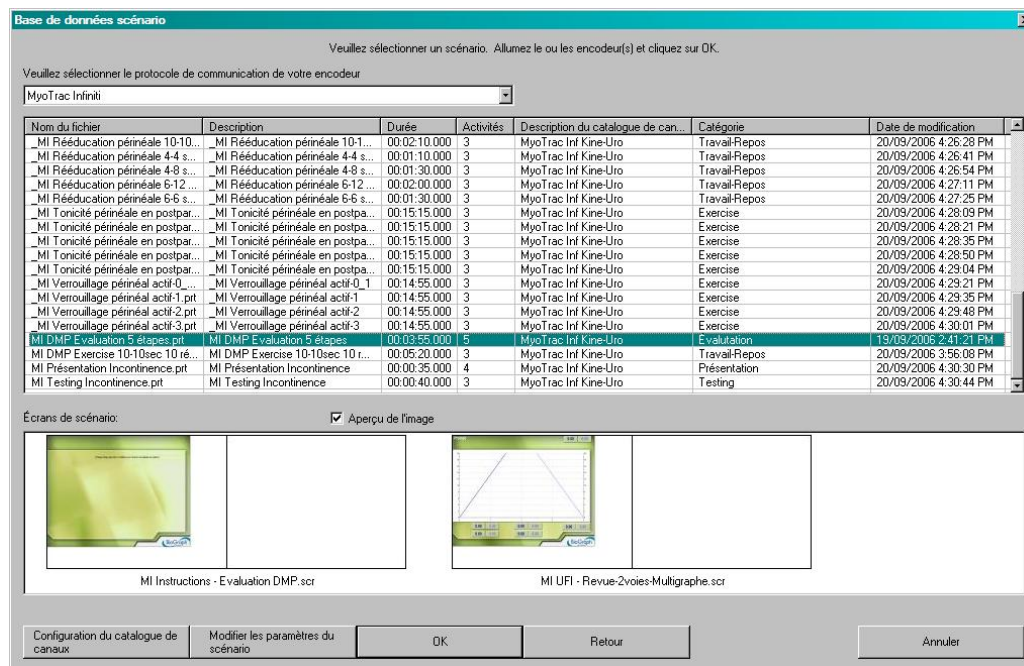 Base de données scénario
Veuillez sélectionner un scénario. Allumez le ou les encodeur(s) et cliquez sur OK.
Veuillez sélectionner le protocole de communication de votre encodeur
MyoTrac Infiniti
Nom du fichier Description Durée Activités Description du catalogue de can... Catégorie Date de modification
_MI Rééducation périnéale 10-10... _MI Rééducation périnéale 10-1... 00:02:10.000 3 MyoTrac Inf Kine-Uro Travail-Repos 20/09/2006 4:26:28 PM
_MI Rééducation périnéale 4-4 s... _MI Rééducation périnéale 4-4 s... 00:01:10.000 3 MyoTrac Inf Kine-Uro Travail-Repos 20/09/2006 4:26:41 PM
_MI Rééducation périnéale 4-8 s... _MI Rééducation périnéale 4-8 s... 00:01:30.000 3 MyoTrac Inf Kine-Uro Travail-Repos 20/09/2006 4:26:54 PM
_MI Rééducation périnéale 6-12 ... _MI Rééducation périnéale 6-12 ... 00:02:00.000 3 MyoTrac Inf Kine-Uro Travail-Repos 20/09/2006 4:27:11 PM
_MI Rééducation périnéale 6-6 s... _MI Rééducation périnéale 6-6 s... 00:01:30.000 3 MyoTrac Inf Kine-Uro Travail-Repos 20/09/2006 4:27:25 PM
_MI Tonicité périnéale en postpar... _MI Tonicité périnéale en postpa... 00:15:15.000 3 MyoTrac Inf Kine-Uro Exercise 20/09/2006 4:28:09 PM
_MI Tonicité périnéale en postpar... _MI Tonicité périnéale en postpa... 00:15:15.000 3 MyoTrac Inf Kine-Uro Exercise 20/09/2006 4:28:21 PM
_MI Tonicité périnéale en postpar... _MI Tonicité périnéale en postpa... 00:15:15.000 3 MyoTrac Inf Kine-Uro Exercise 20/09/2006 4:28:35 PM
_MI Tonicité périnéale en postpar... _MI Tonicité périnéale en postpa... 00:15:15.000 3 MyoTrac Inf Kine-Uro Exercise 20/09/2006 4:28:50 PM
_MI Tonicité périnéale en postpar... _MI Tonicité périnéale en postpa... 00:15:15.000 3 MyoTrac Inf Kine-Uro Exercise 20/09/2006 4:29:04 PM
_MI Verrouillage périnéal actif-0_... _MI Verrouillage périnéal actif-0_1 00:14:55.000 3 MyoTrac Inf Kine-Uro Exercise 20/09/2006 4:29:21 PM
_MI Verrouillage périnéal actif-1.prt _MI Verrouillage périnéal actif-1 00:14:55.000 3 MyoTrac Inf Kine-Uro Exercise 20/09/2006 4:29:35 PM
_MI Verrouillage périnéal actif-2.prt _MI Verrouillage périnéal actif-2 00:14:55.000 3 MyoTrac Inf Kine-Uro Exercise 20/09/2006 4:29:48 PM
_MI Verrouillage périnéal actif-3.prt _MI Verrouillage périnéal actif-3 00:14:55.000 3 MyoTrac Inf Kine-Uro Exercise 20/09/2006 4:30:01 PM
MI DMP Evaluation 5 étapes.prt MI DMP Evaluation 5 étapes 00:03:55.000 5 MyoTrac Inf Kine-Uro Évalutation 19/09/2006 2:41:21 PM
MI DMP Exercise 10-10sec 10 ré... MI DMP Exercise 10-10sec 10 r... 00:05:20.000 3 MyoTrac Inf Kine-Uro Travail-Repos 20/09/2006 3:56:08 PM
MI Présentation Incontinence.prt MI Présentation Incontinence 00:00:35.000 4 MyoTrac Inf Kine-Uro Présentation 20/09/2006 4:30:30 PM
MI Testing Incontinence.prt MI Testing Incontinence 00:00:40.000 3 MyoTrac Inf Kine-Uro Testing 20/09/2006 4:30:44 PM
Écrans de scénario: Aperçu de l'image
BioGraph BioGraph
MI Instructions - Evaluation DMP.scr MI UFI - Revue-2voies-Multigraphe.scr
Configuration du catalogue de canaux
Modifier les paramètres du scénario
OK
Retour
Annuler